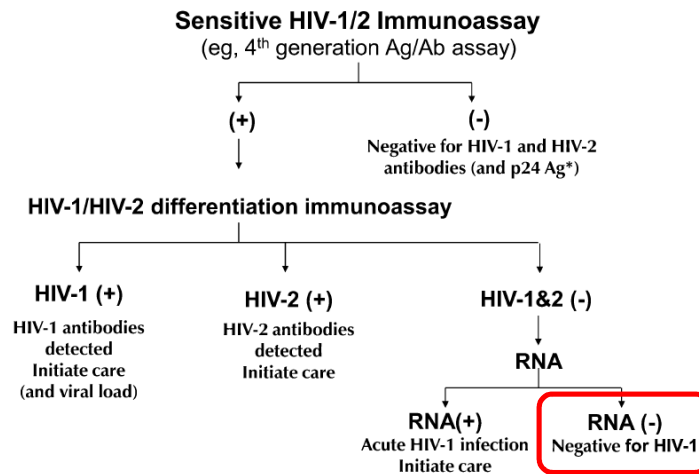 Sensitive HIV-1/2 Immunoassay
(eg, 4th generation Ag/Ab assay)
(+)
(-)
Negative for HIV-1 and HIV-2
antibodies (and p24 Ag*)
HIV-1/HIV-2 differentiation immunoassay
HIV-1 (+)
HIV-1 antibodies
detected
Initiate care
(and viral load)
HIV-2 (+)
HIV-2 antibodies
detected
Initiate care
HIV-1&2 (-)
RNA
RNA(+)
Acute HIV-1 infection
Initiate care
RNA (-)
Negative for HIV-1